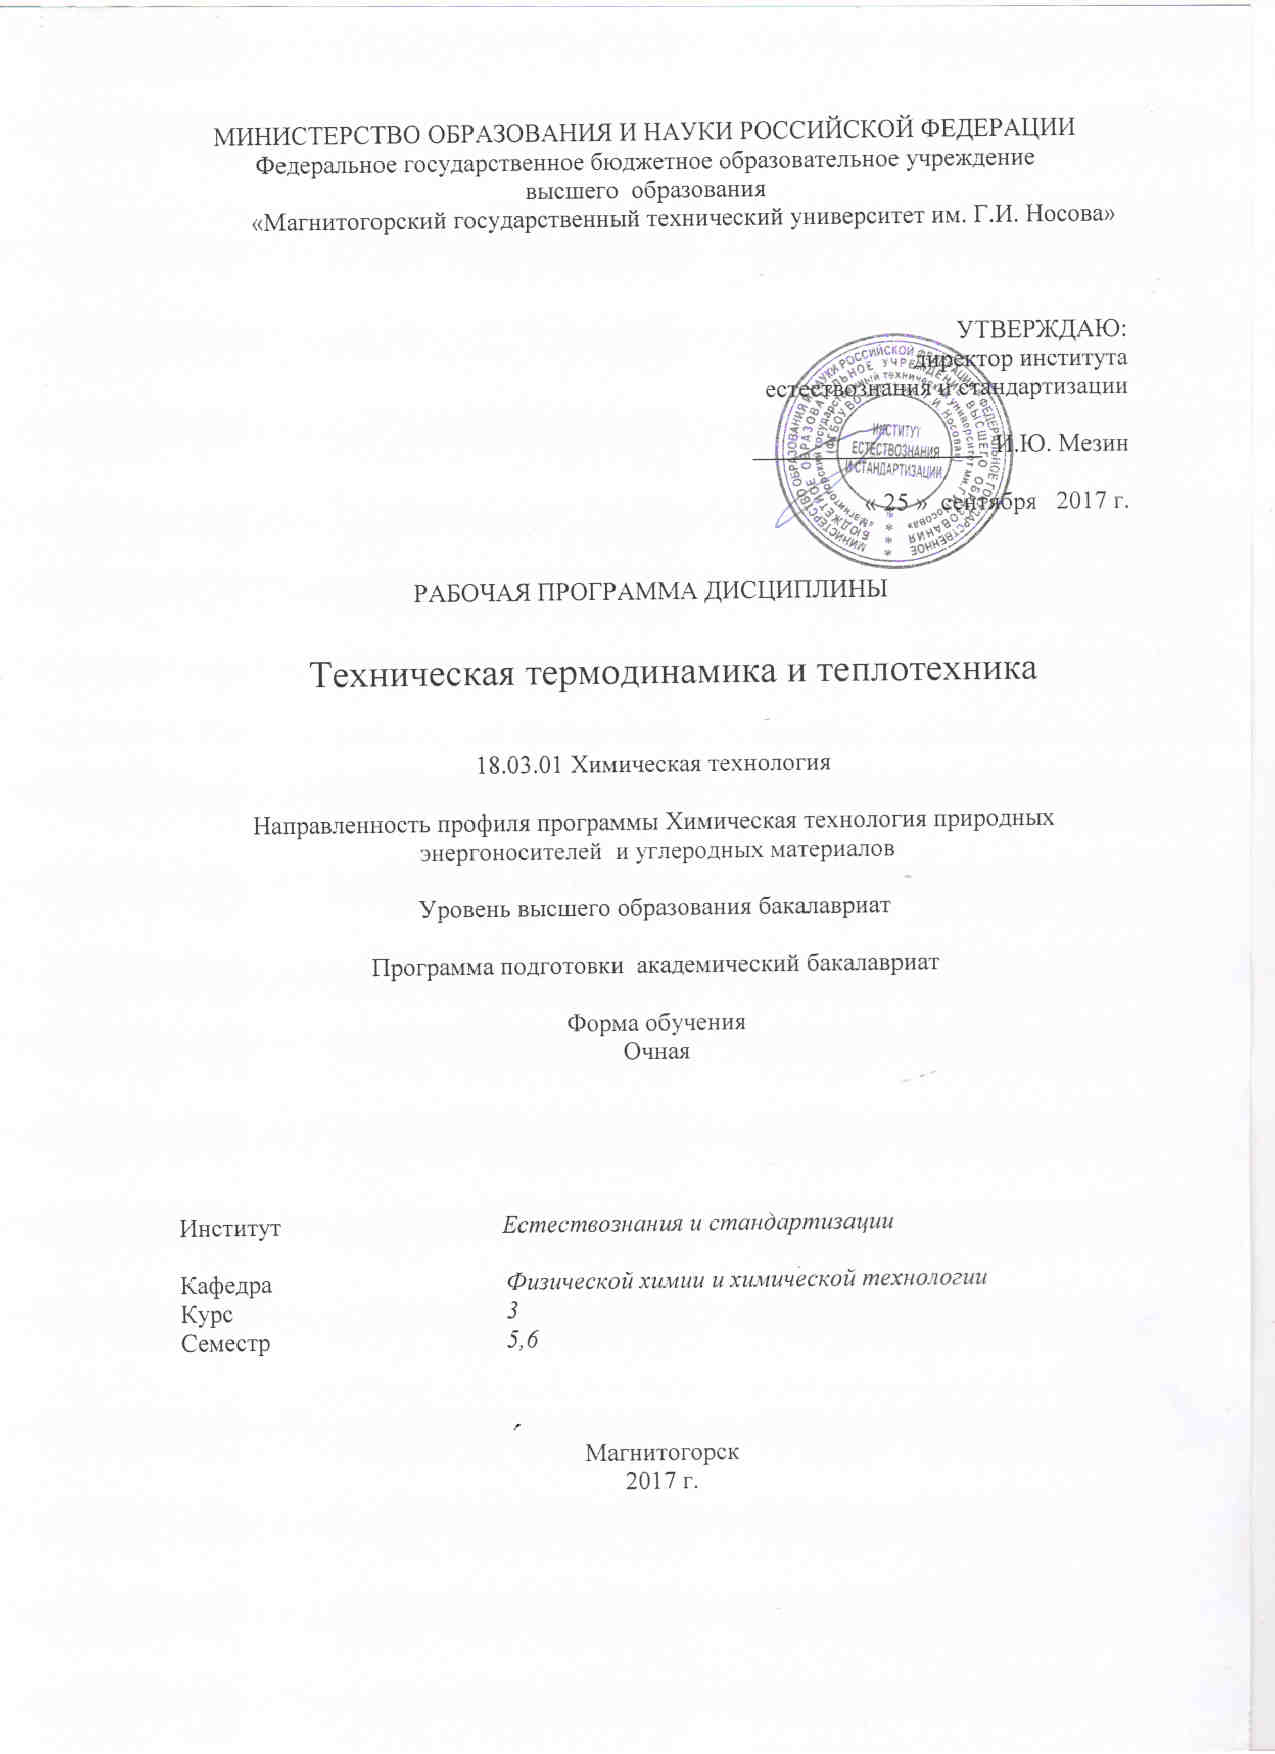 МИНИСТЕРСТВО ОБРАЗОВАНИЯ И НАУКИ РОССИЙСКОЙ ФЕДЕРАЦИИ
Федеральное государственное бюджетное образовательное учреждение
высшего образования
«Магнитогорский государственный технический университет им. Г.И. Носова»
УТВЕРЖДАЮ:
директор института
естествознания и стандартизации
И.Ю. Мезин
« 25 » сентября 2017 г.
ИНСТИТУТ
ЕСТЕСТВОЗНАНИЯ
И СТАНДАРТИЗАЦИИ
РАБОЧАЯ ПРОГРАММА ДИСЦИПЛИНЫ
Техническая термодинамика и теплотехника
18.03.01 Химическая технология
Направленность профиля программы Химическая технология природных
энергоносителей и углеродных материалов
Уровень высшего образования бакалавриат
Программа подготовки академический бакалавриат
Форма обучения
Очная
Институт Естествознания и стандартизации
Кафедра Физической химии и химической технологии
Курс 3
Семестр 5,6
Магнитогорск
2017 г.